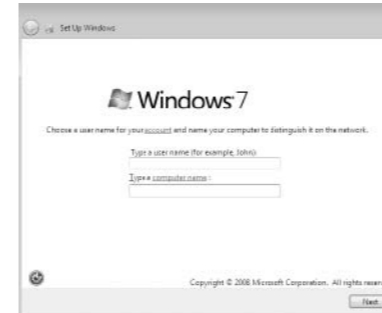 Set Up Windows
Windows 7
Choose a user name for your account and name your computer to distinguish it on the network.
Type a user name (for example, John):
Type a computer name:
Copyright © 2008 Microsoft Corporation. All rights reser
Next